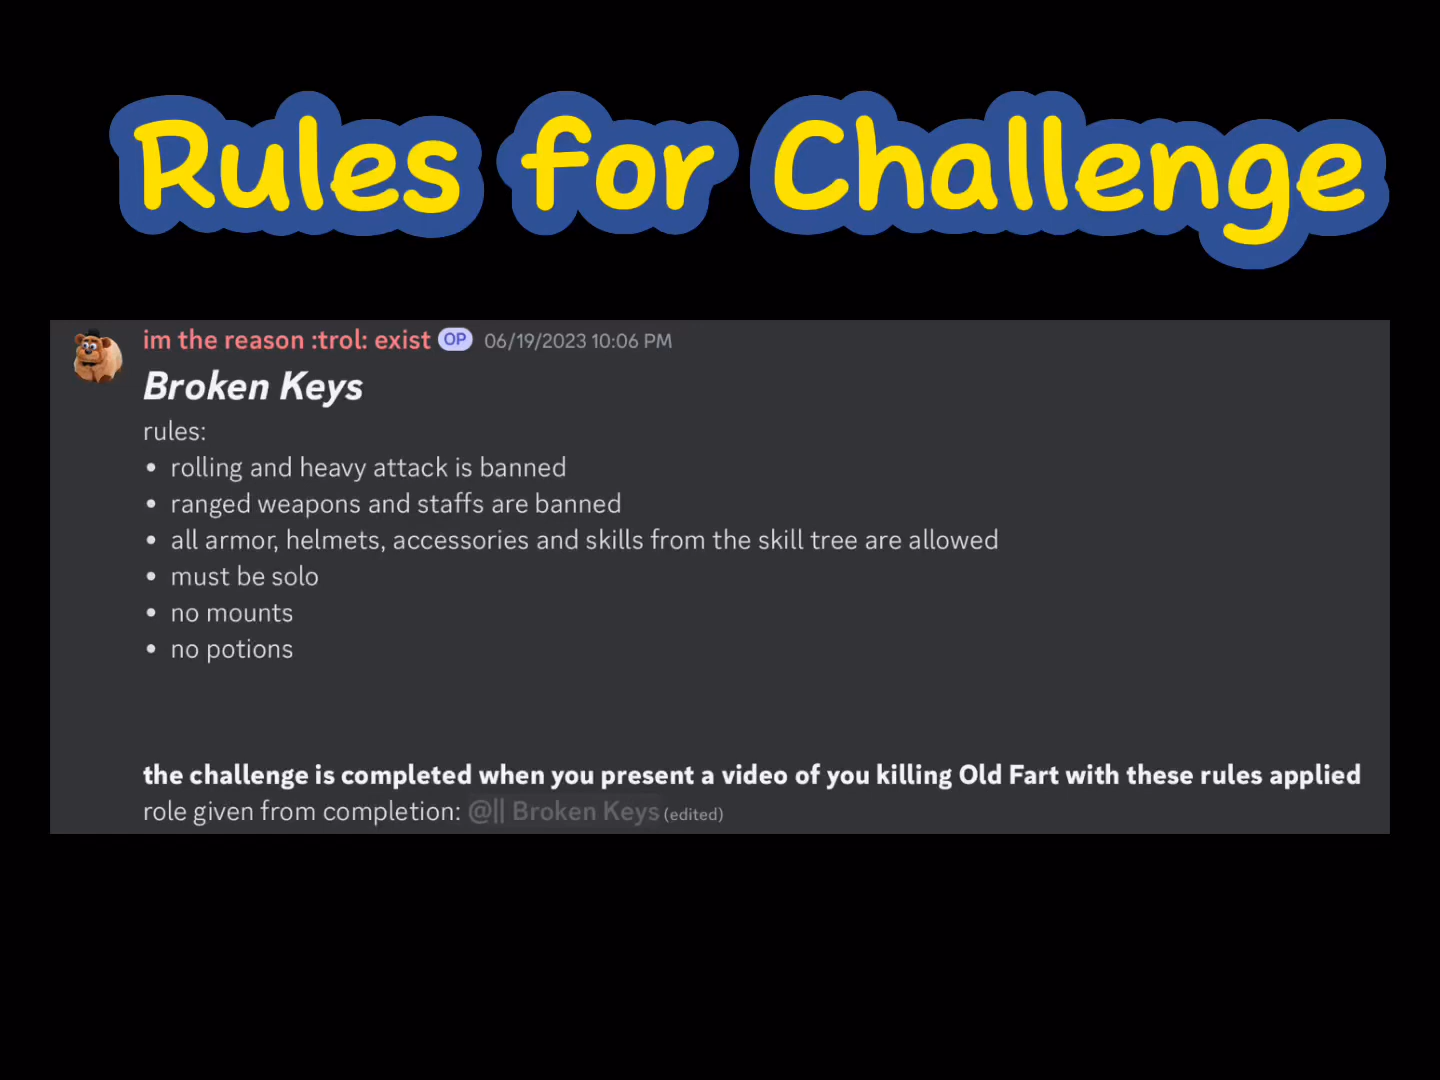 Rules for Challenge
im the reason :trol: exist OP 06/19/2023 10:06 PM
Broken Keys
rules:
• rolling and heavy attack is banned
• ranged weapons and staffs are banned
• all armor, helmets, accessories and skills from the skill tree are allowed
• must be solo
• no mounts
• no potions
the challenge is completed when you present a video of you killing Old Fart with these rules applied
role given from completion: @|| Broken Keys (edited)